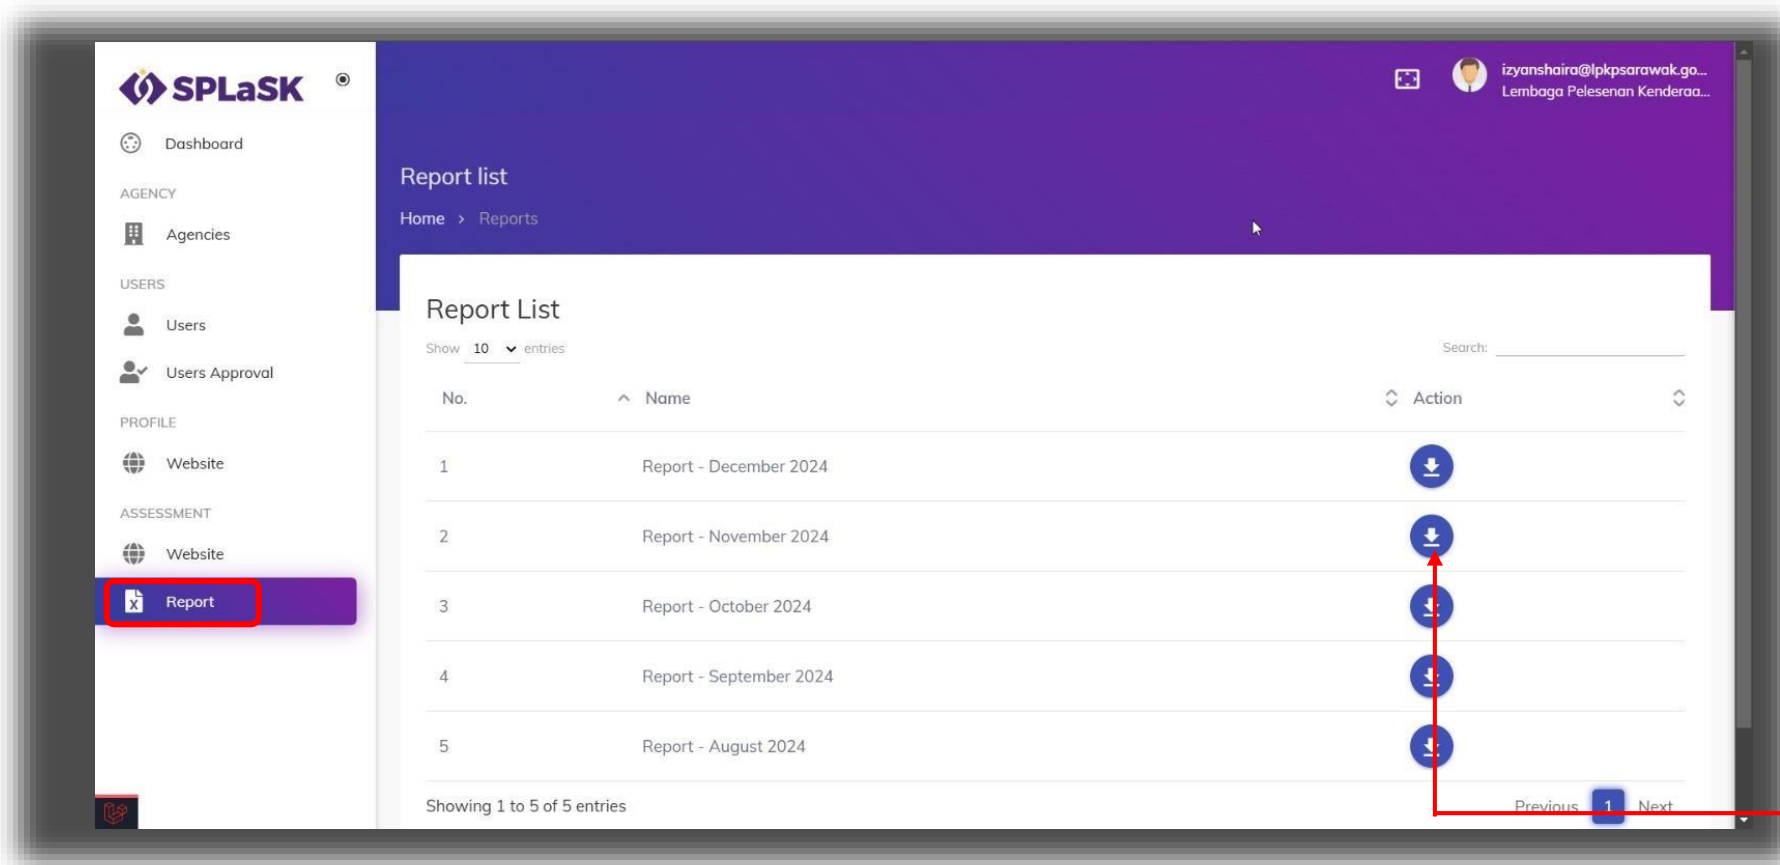 SPLaSK
izyanshaira@lpkpsarawak.go...
Lembaga Pelesenan Kenderaa...
Dashboard
AGENCY
Agencies
USERS
Users
Users Approval
PROFILE
Website
ASSESSMENT
Website
Report
Report list
Home > Reports
Report List
Show 10 entries
Search:
No. Name Action
1 Report - December 2024
2 Report - November 2024
3 Report - October 2024
4 Report - September 2024
5 Report - August 2024
Showing 1 to 5 of 5 entries
Previous 1 Next